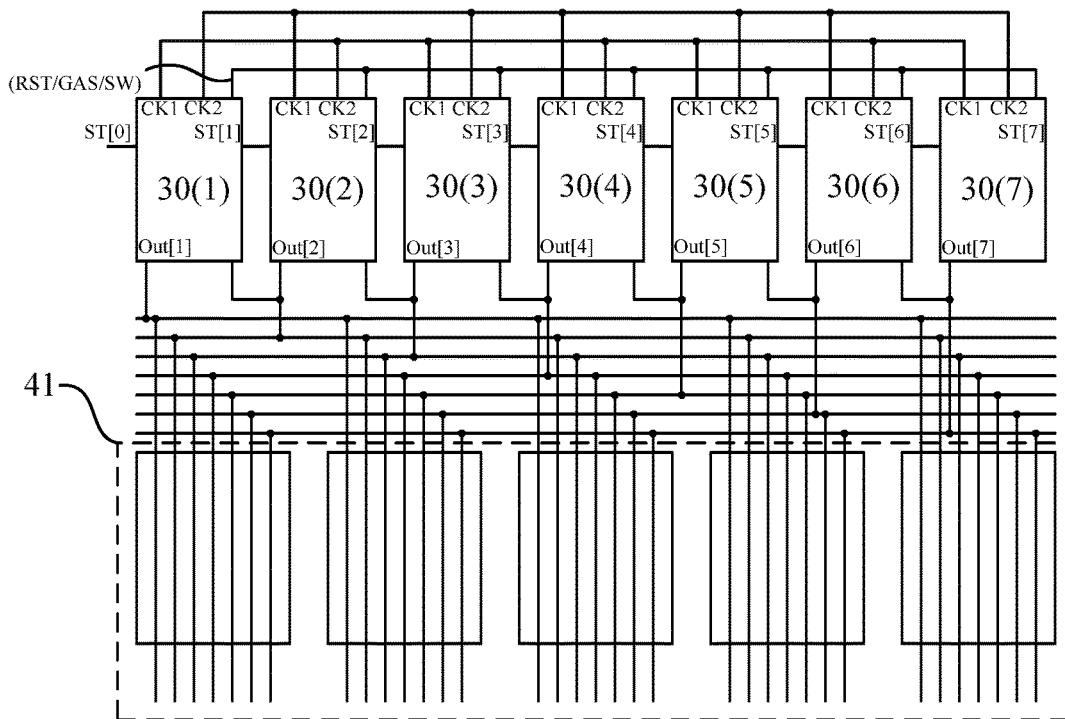 (RST/GAS/SW)
CK1 CK2 CK1 CK2 CK1 CK2 CK1 CK2 CK1 CK2 CK1 CK2 CK1 CK2
ST[0] ST[1] ST[2] ST[3] ST[4] ST[5] ST[6] ST[7]
30(1) 30(2) 30(3) 30(4) 30(5) 30(6) 30(7)
Out[1] Out[2] Out[3] Out[4] Out[5] Out[6] Out[7]
41